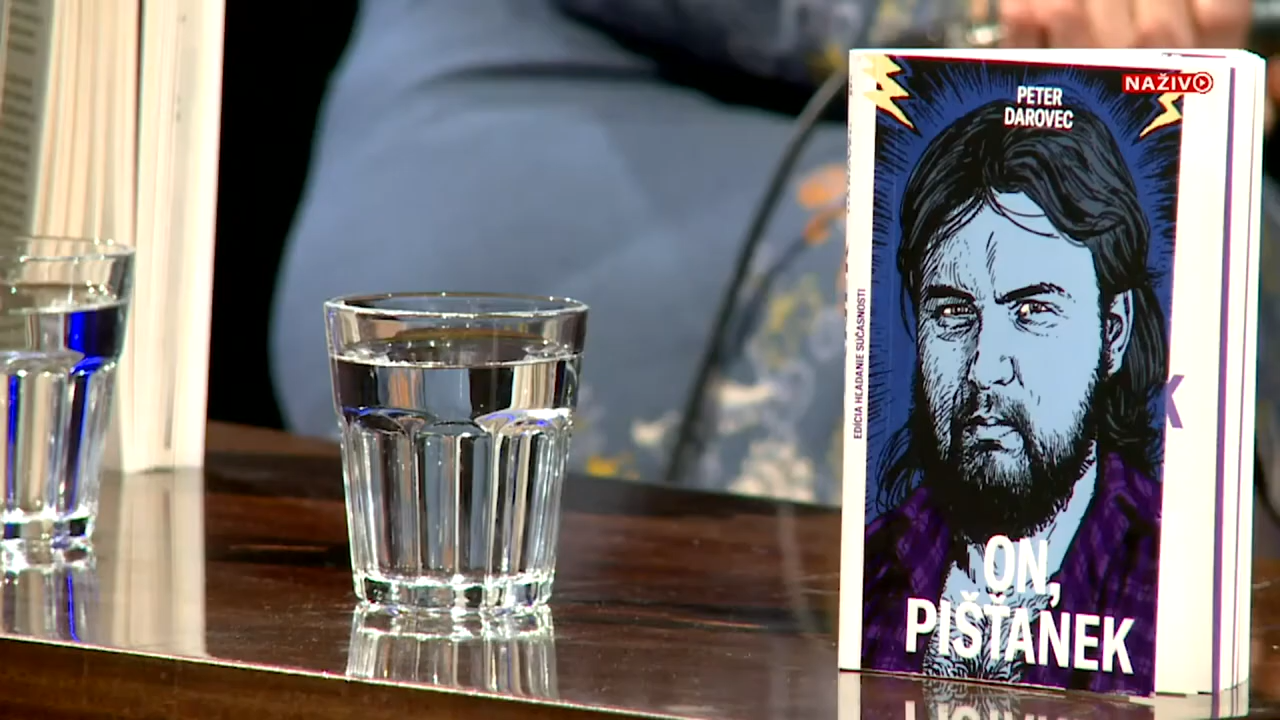 NAŽIVO
PETER
DAROVEC
EDÍCIA HĽADANIE SÚČASNOSTI
ON,
PIŠŤANEK
K